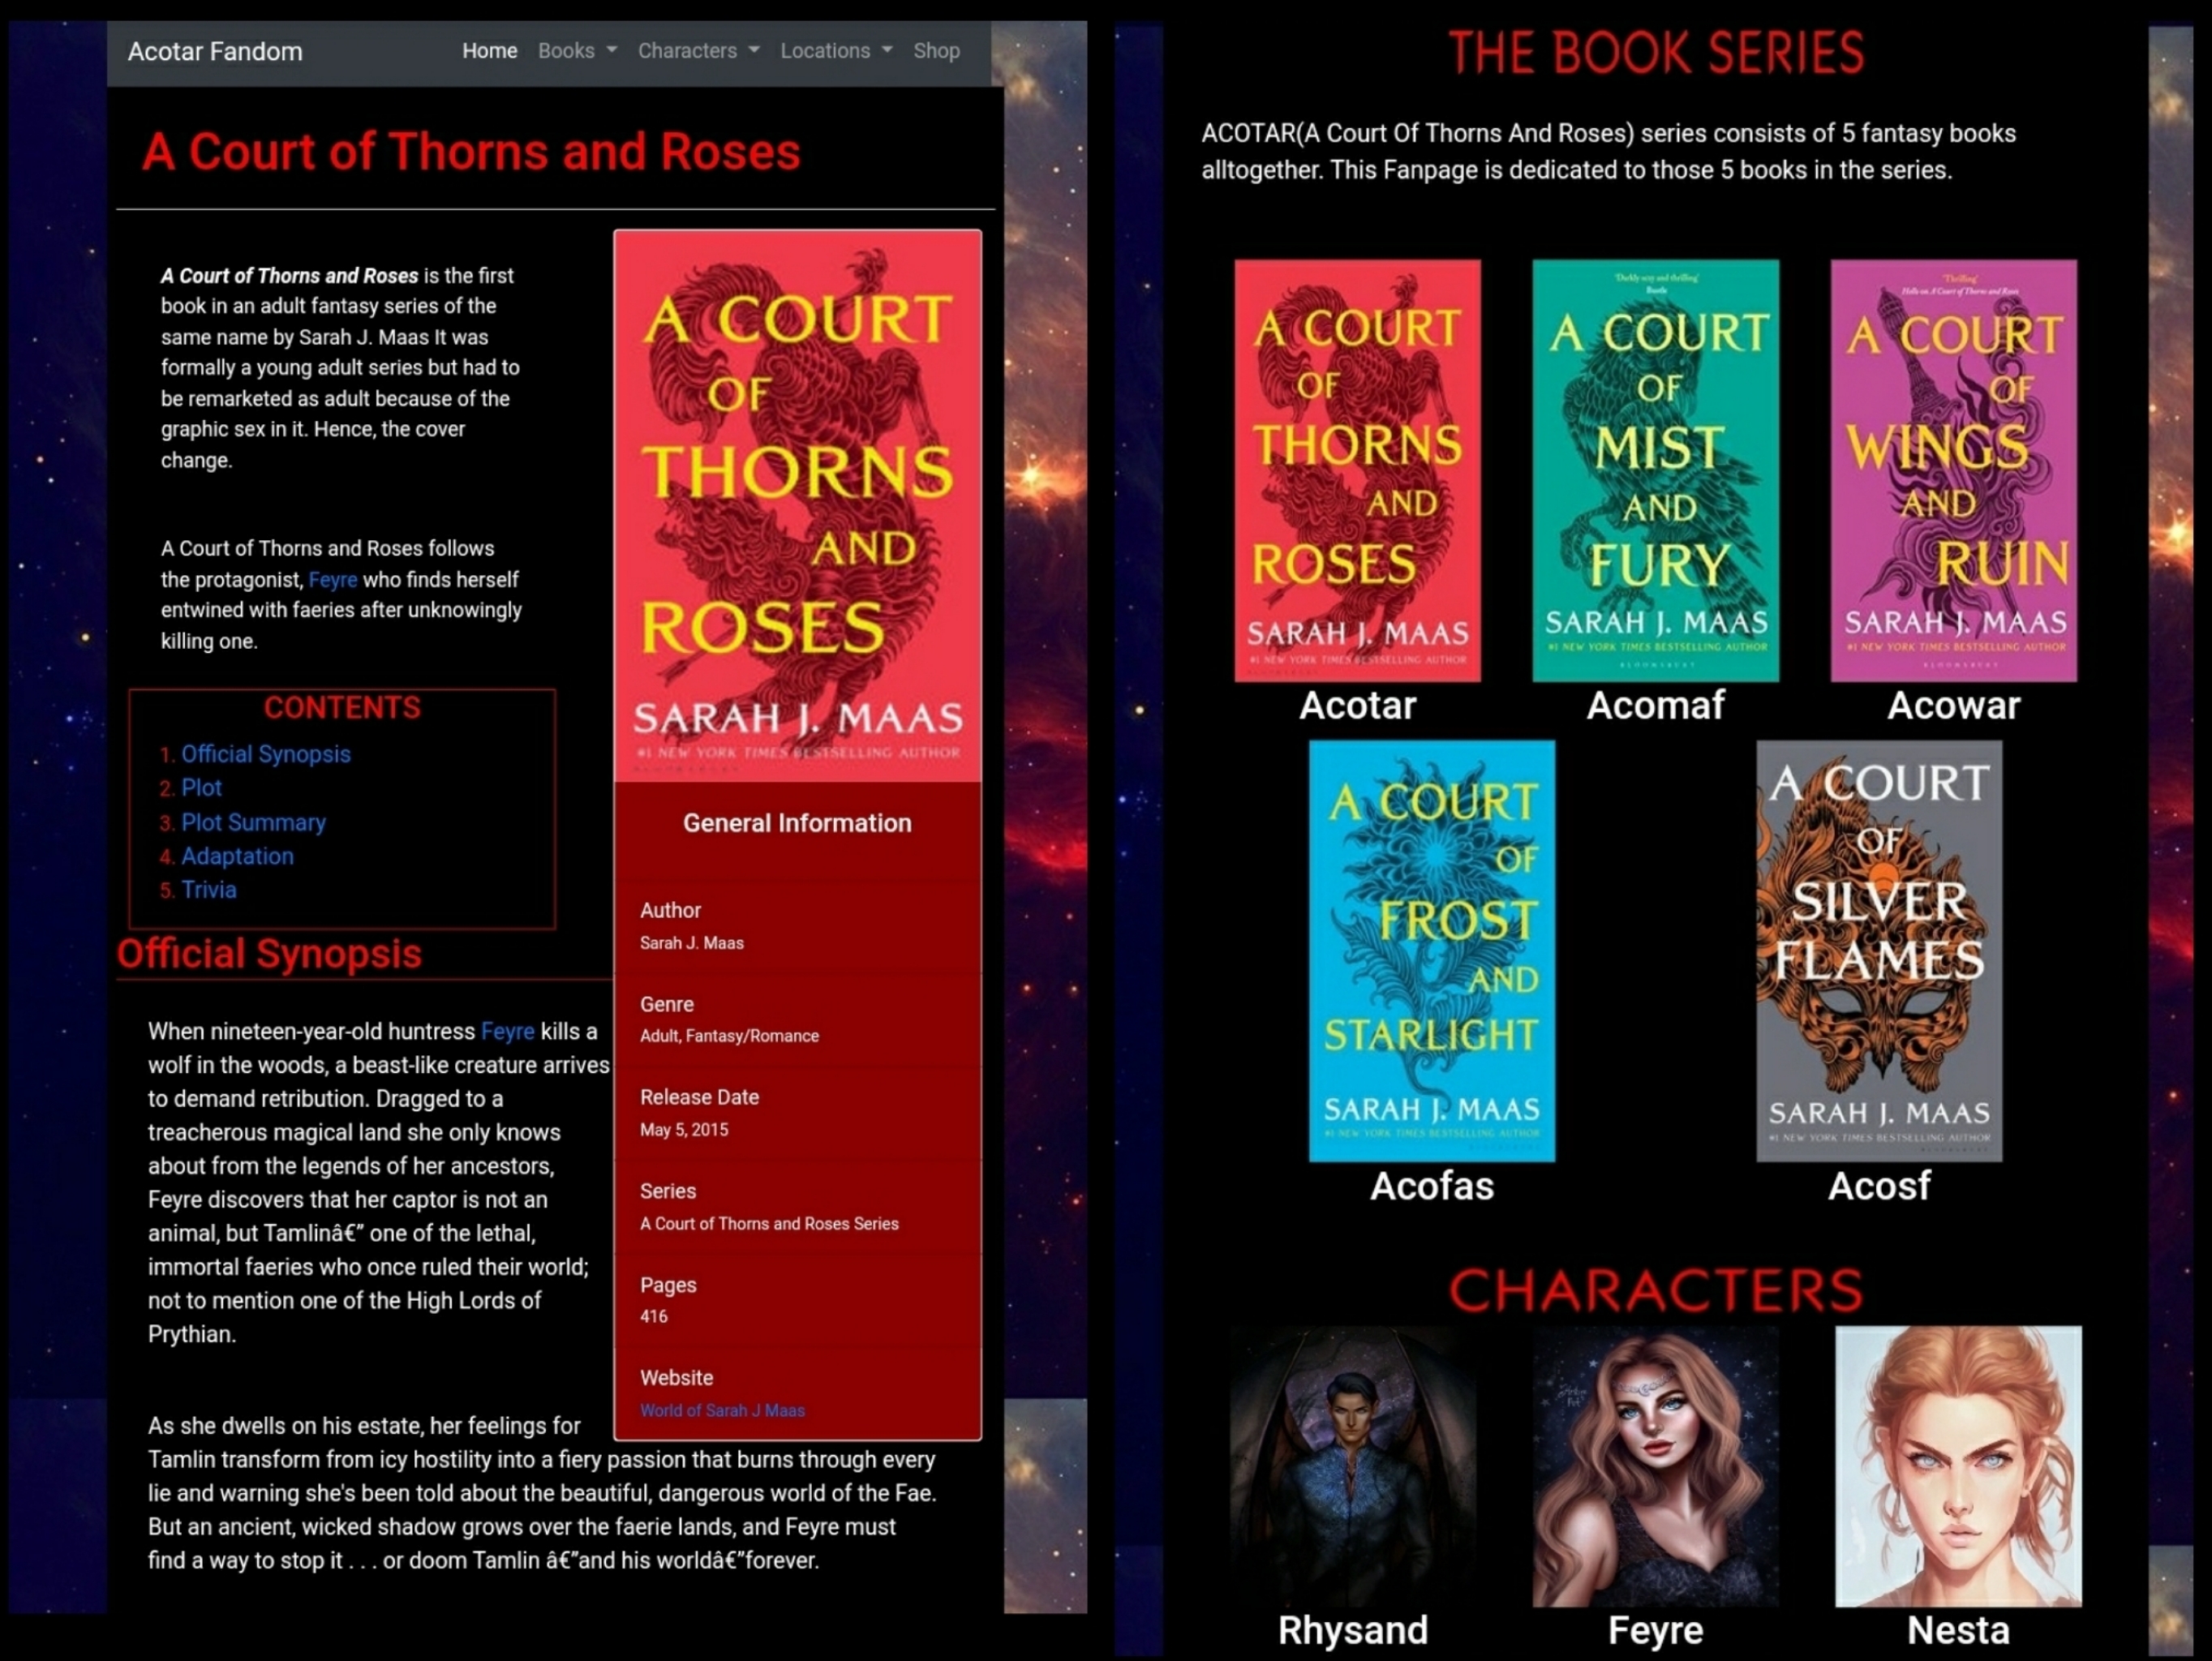 Acotar Fandom
Home Books Characters Locations Shop
A Court of Thorns and Roses
A Court of Thorns and Roses is the first
book in an adult fantasy series of the
same name by Sarah J. Maas It was
formally a young adult series but had to
be remarketed as adult because of the
graphic sex in it. Hence, the cover
change.
A Court of Thorns and Roses follows
the protagonist, Feyre who finds herself
entwined with faeries after unknowingly
killing one.
CONTENTS
1. Official Synopsis
2. Plot
3. Plot Summary
4. Adaptation
5. Trivia
Official Synopsis
When nineteen-year-old huntress Feyre kills a
wolf in the woods, a beast-like creature arrives
to demand retribution. Dragged to a
treacherous magical land she only knows
about from the legends of her ancestors,
Feyre discovers that her captor is not an
animal, but Tamlinâ€” one of the lethal,
immortal faeries who once ruled their world;
not to mention one of the High Lords of
Prythian.
As she dwells on his estate, her feelings for
Tamlin transform from icy hostility into a fiery passion that burns through every
lie and warning she's been told about the beautiful, dangerous world of the Fae.
But an ancient, wicked shadow grows over the faerie lands, and Feyre must
find a way to stop it . . . or doom Tamlin â€”and his worldâ€”forever.
A COURT
OF
THORNS
AND
ROSES
SARAH J. MAAS
#1 NEW YORK TIMES BESTSELLING AUTHOR
General Information
Author
Sarah J. Maas
Genre
Adult, Fantasy/Romance
Release Date
May 5, 2015
Series
A Court of Thorns and Roses Series
Pages
416
Website
World of Sarah J Maas
THE BOOK SERIES
ACOTAR(A Court Of Thorns And Roses) series consists of 5 fantasy books
alltogether. This Fanpage is dedicated to those 5 books in the series.
A COURT
OF
THORNS
AND
ROSES
SARAH J. MAAS
#1 NEW YORK TIMES BESTSELLING AUTHOR
Acotar
'Darkly sexy and thrilling'
Bustle
A COURT
OF
MIST
AND
FURY
SARAH J. MAAS
#1 NEW YORK TIMES BESTSELLING AUTHOR
BLOOMSBURY
Acomaf
'Thrilling'
on A Court of Thorns and Roses
A COURT
OF
WINGS
AND
RUIN
SARAH J. MAAS
#1 NEW YORK TIMES BESTSELLING AUTHOR
BLOOMSBURY
Acowar
A COURT
OF
FROST
AND
STARLIGHT
SARAH J. MAAS
#1 NEW YORK TIMES BESTSELLING AUTHOR
Acofas
A COURT
OF
SILVER
FLAMES
SARAH J. MAAS
#1 NEW YORK TIMES BESTSELLING AUTHOR
Acosf
CHARACTERS
Rhysand
Feyre
Nesta